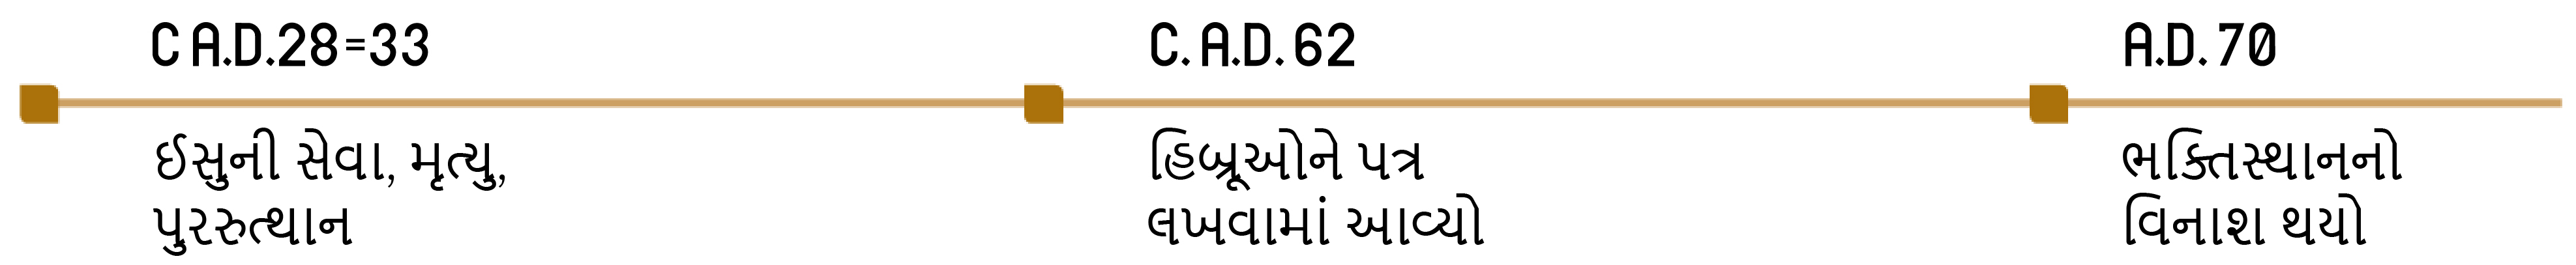 C A.D.28=33
ઈસુની સેવા, મૃત્યુ,
પુરરુત્થાન
C. A.D. 62
હિબ્રૂઓને પત્ર
લખવામાં આવ્યો
A.D. 70
ભક્તિસ્થાનનો
વિનાશ થયો